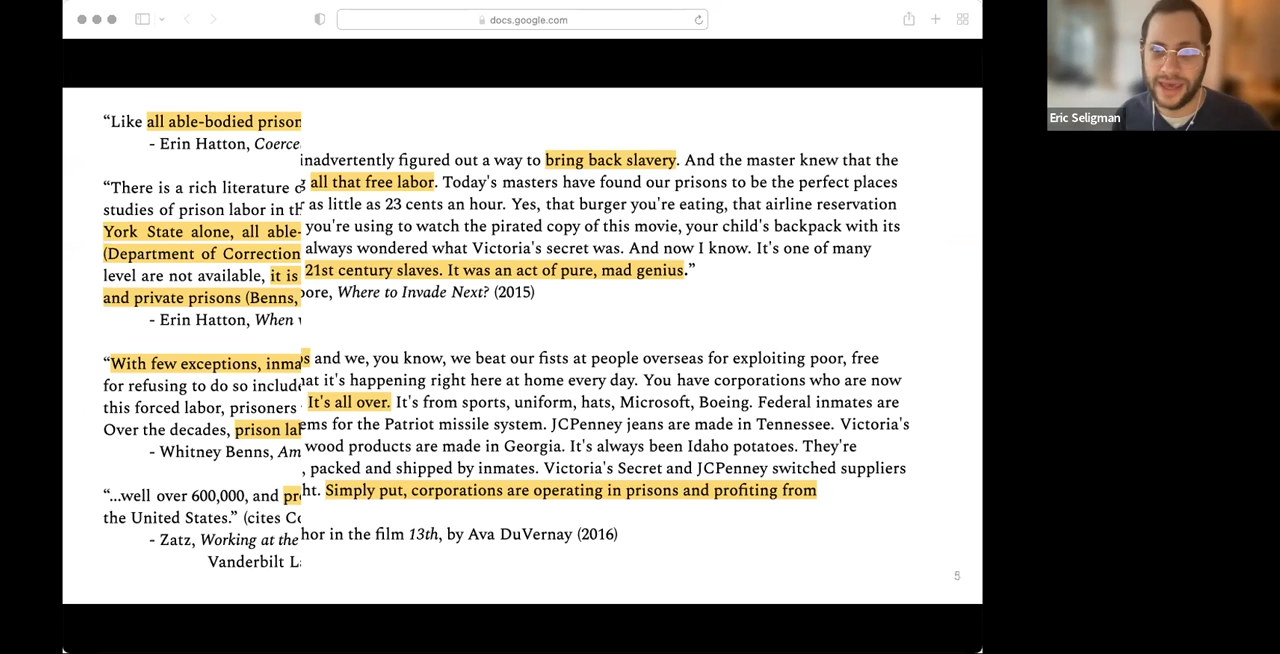 docs.google.com
Eric Seligman
“Like all able-bodied prison
- Erin Hatton, Coerce
“There is a rich literature
studies of prison labor in th
York State alone, all able-
(Department of Correction
level are not available, it is
and private prisons (Benns,
- Erin Hatton, When
“With few exceptions, inma
for refusing to do so include
this forced labor, prisoners
Over the decades, prison lab
- Whitney Benns, Am
“...well over 600,000, and pr
the United States.” (cites Co
- Zatz, Working at the
Vanderbilt L
inadvertently figured out a way to bring back slavery. And the master knew that the
all that free labor. Today's masters have found our prisons to be the perfect places
as little as 23 cents an hour. Yes, that burger you're eating, that airline reservation
you're using to watch the pirated copy of this movie, your child's backpack with its
always wondered what Victoria's secret was. And now I know. It's one of many
21st century slaves. It was an act of pure, mad genius.”
oore, Where to Invade Next? (2015)
s and we, you know, we beat our fists at people overseas for exploiting poor, free
at it's happening right here at home every day. You have corporations who are now
It's all over. It's from sports, uniform, hats, Microsoft, Boeing. Federal inmates are
ems for the Patriot missile system. JCPenney jeans are made in Tennessee. Victoria's
wood products are made in Georgia. It's always been Idaho potatoes. They're
, packed and shipped by inmates. Victoria's Secret and JCPenney switched suppliers
ht. Simply put, corporations are operating in prisons and profiting from
hor in the film 13th, by Ava DuVernay (2016)
5